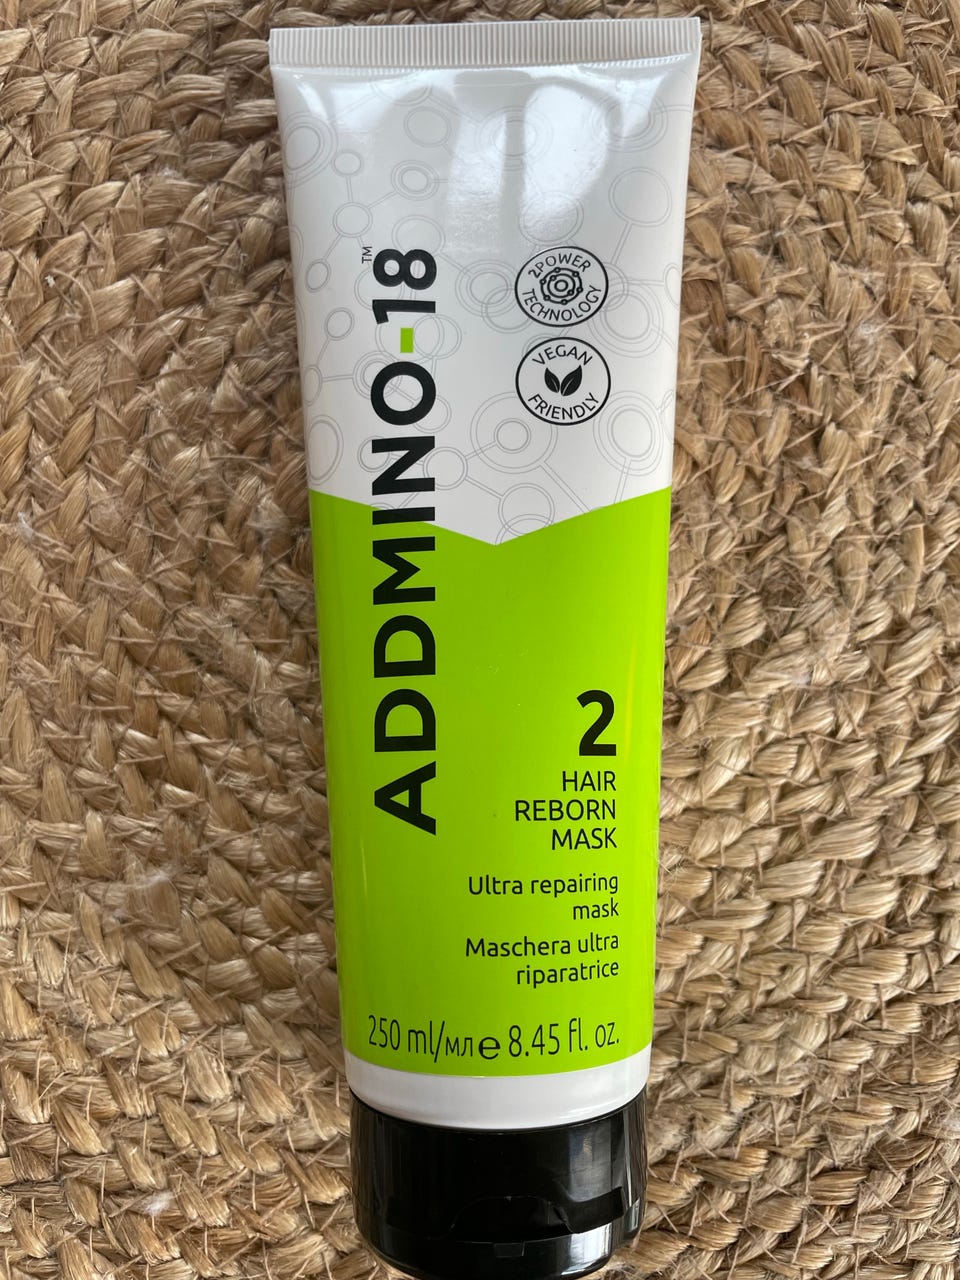 ADDMINO-18™
2POWER
TECHNOLOGY
VEGAN
FRIENDLY
2
HAIR
REBORN
MASK
Ultra repairing
mask
Maschera ultra
riparatrice
250 ml/мл e 8.45 fl. oz.